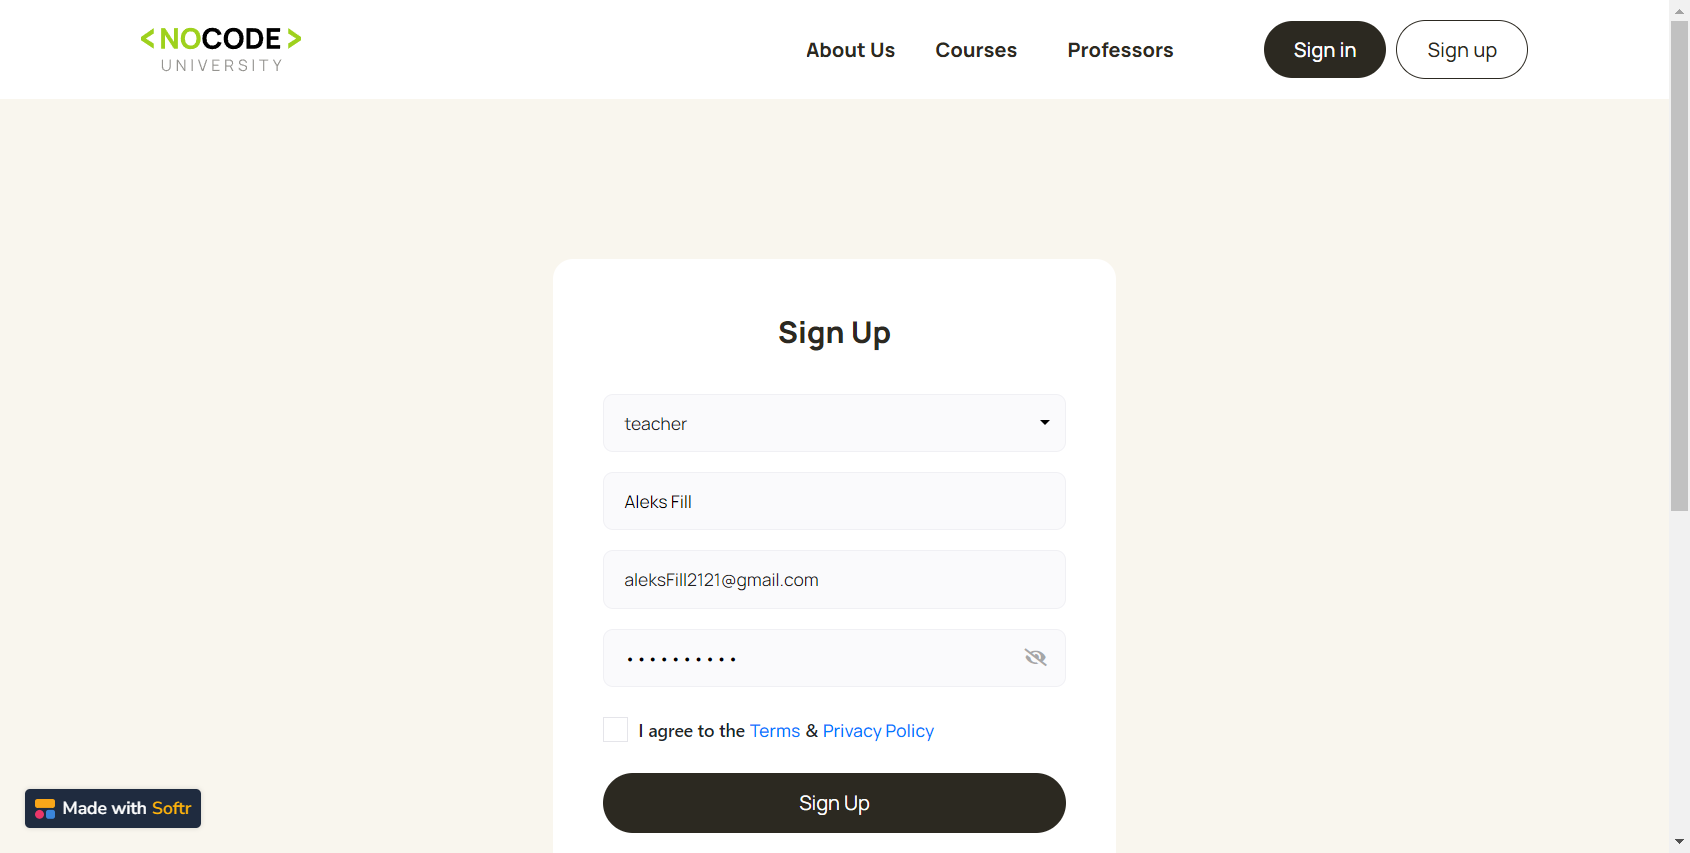 <NOCODE>
UNIVERSITY
About Us
Courses
Professors
Sign in
Sign up
Sign Up
teacher
Aleks Fill
aleksFill2121@gmail.com
••••••••••
I agree to the Terms & Privacy Policy
Sign Up
Made with Softr